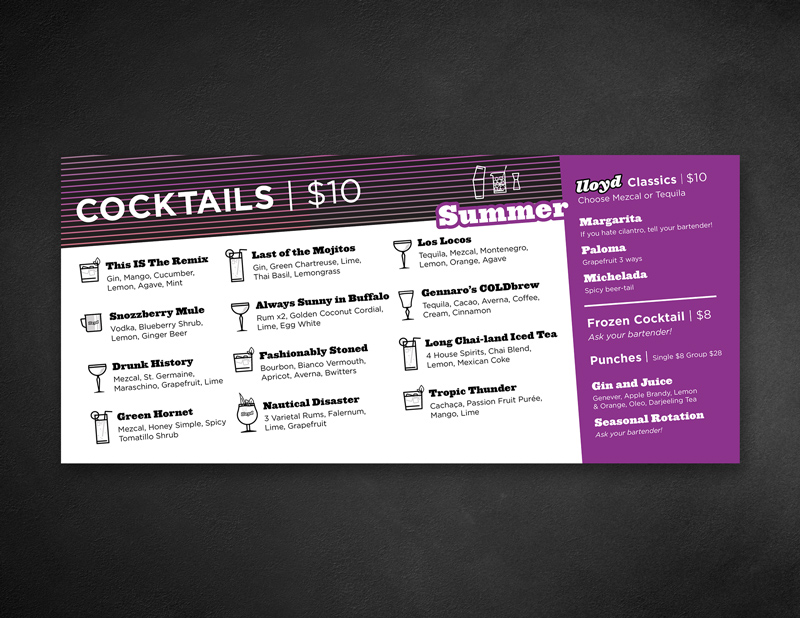 COCKTAILS | $10
Summer
This IS The Remix
Gin, Mango, Cucumber,
Lemon, Agave, Mint
Snozzberry Mule
Vodka, Blueberry Shrub,
Lemon, Ginger Beer
Drunk History
Mezcal, St. Germaine,
Maraschino, Grapefruit, Lime
Green Hornet
Mezcal, Honey Simple, Spicy
Tomatillo Shrub
Last of the Mojitos
Gin, Green Chartreuse, Lime,
Thai Basil, Lemongrass
Always Sunny in Buffalo
Rum x2, Golden Coconut Cordial,
Lime, Egg White
Fashionably Stoned
Bourbon, Bianco Vermouth,
Apricot, Averna, Bwitters
Nautical Disaster
3 Varietal Rums, Falernum,
Lime, Grapefruit
Los Locos
Tequila, Mezcal, Montenegro,
Lemon, Orange, Agave
Gennaro's COLDbrew
Tequila, Cacao, Averna, Coffee,
Cream, Cinnamon
Long Chai-land Iced Tea
4 House Spirits, Chai Blend,
Lemon, Mexican Coke
Tropic Thunder
Cachaça, Passion Fruit Purée,
Mango, Lime
lloyd Classics | $10
Choose Mezcal or Tequila
Margarita
If you hate cilantro, tell your bartender!
Paloma
Grapefruit 3 ways
Michelada
Spicy beer-tail
Frozen Cocktail | $8
Ask your bartender!
Punches | Single $8 Group $28
Gin and Juice
Genever, Apple Brandy, Lemon
& Orange, Oleo, Darjeeling Tea
Seasonal Rotation
Ask your bartender!